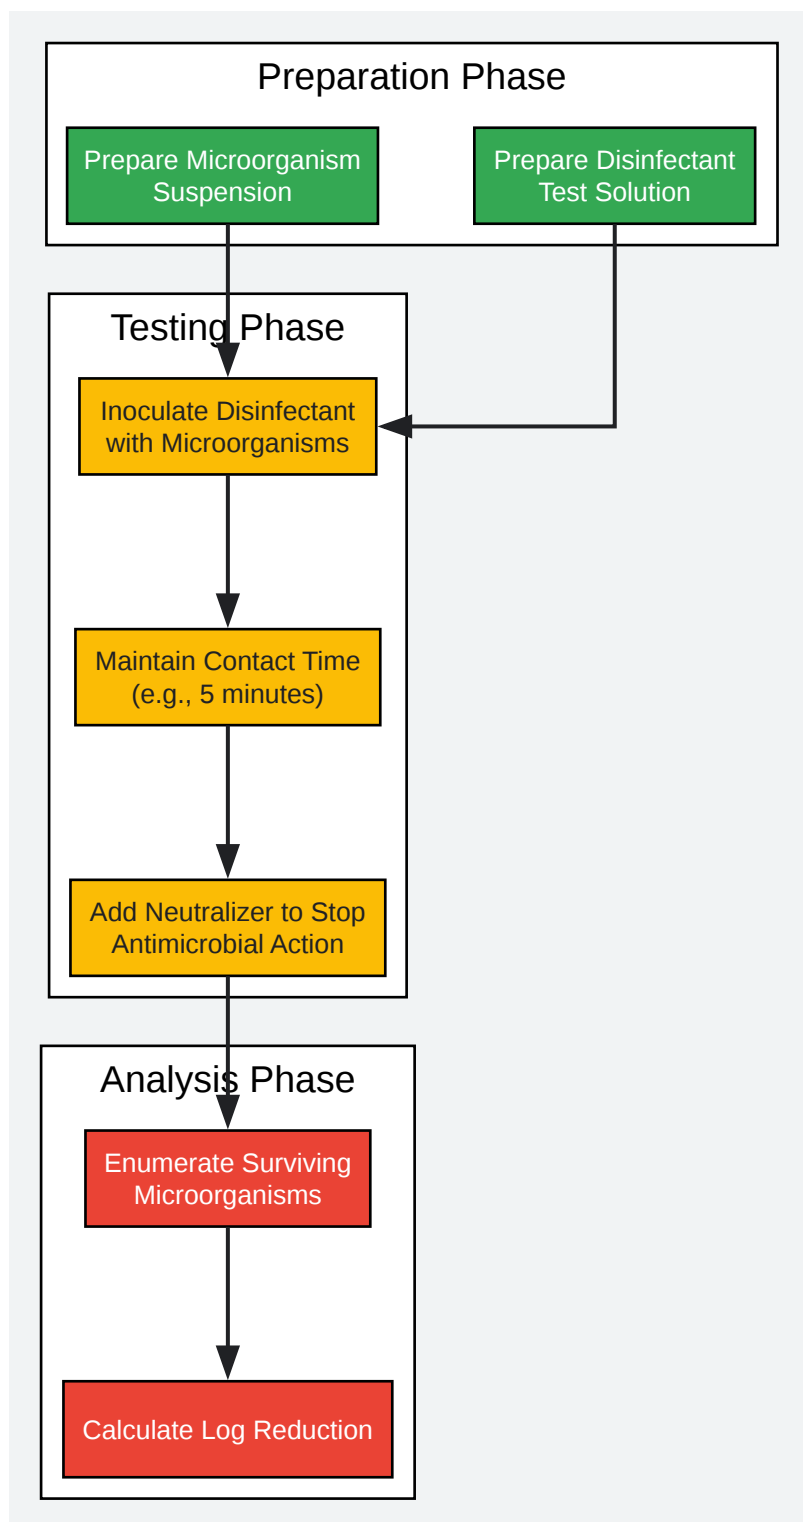 Preparation Phase
Prepare Microorganism
Suspension
Prepare Disinfectant
Test Solution
Testing Phase
Inoculate Disinfectant
with Microorganisms
Maintain Contact Time
(e.g., 5 minutes)
Add Neutralizer to Stop
Antimicrobial Action
Analysis Phase
Enumerate Surviving
Microorganisms
Calculate Log Reduction